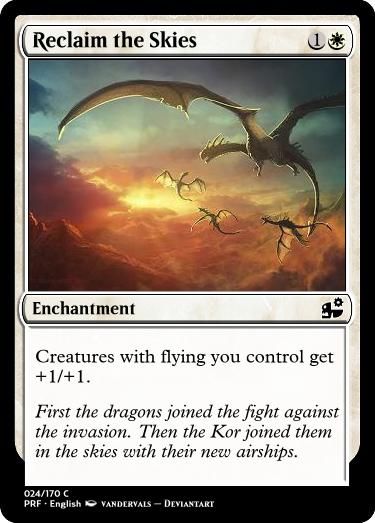 Reclaim the Skies 1
Enchantment
Creatures with flying you control get
+1/+1.
First the dragons joined the fight against
the invasion. Then the Kor joined them
in the skies with their new airships.
024/170 C
PRF • English VANDERVALS — DEVIANTART